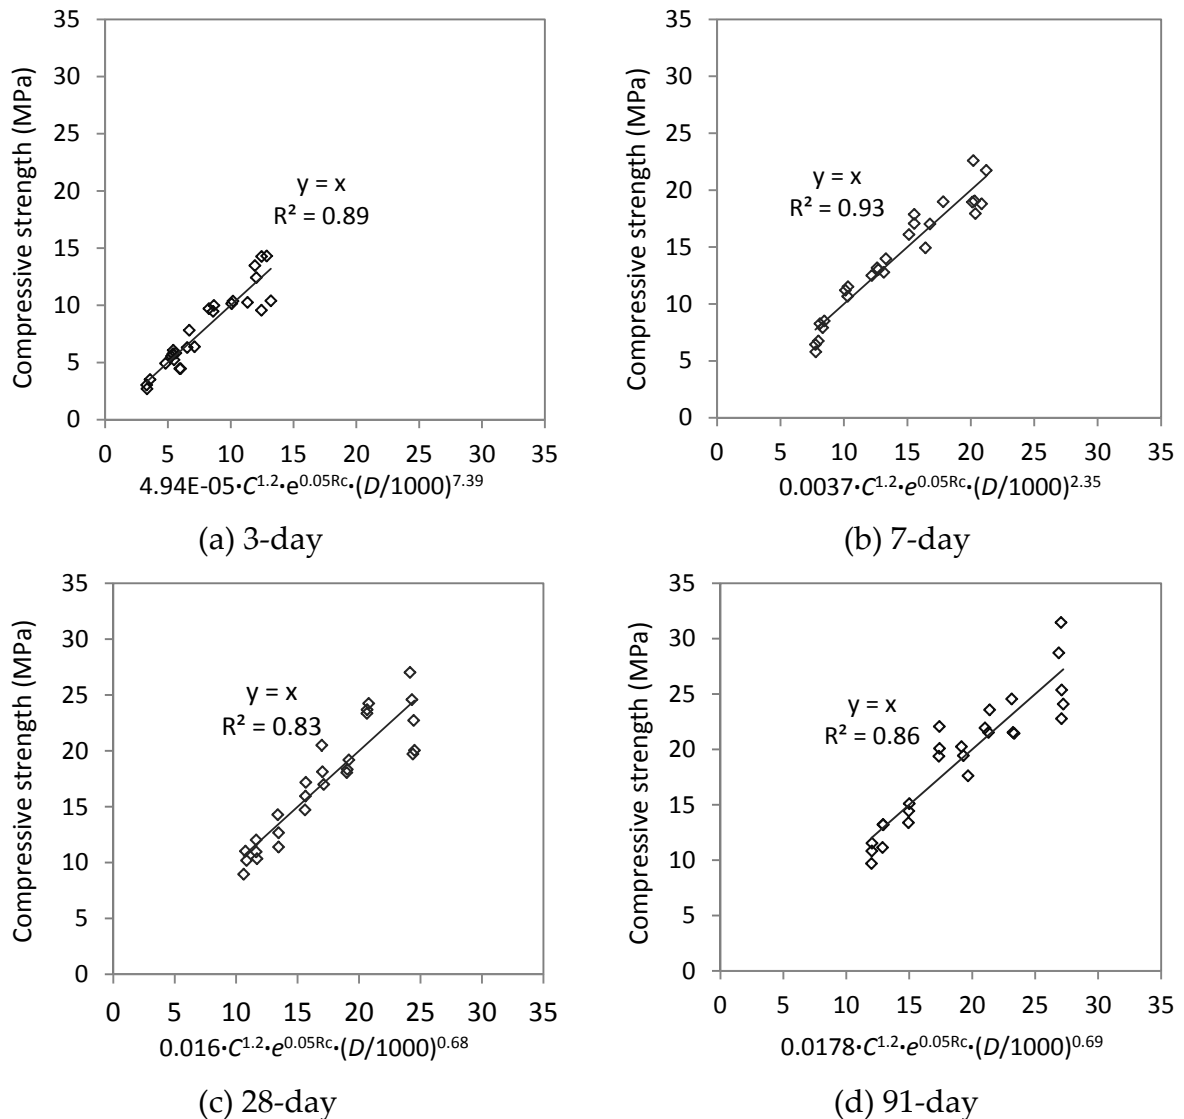 35
30
25
20
15
10
5
0
Compressive strength (MPa)
y = x
R² = 0.89
0 5 10 15 20 25 30 35
4.94E-05·C^1.2·e^0.05Rc·(D/1000)^7.39
(a) 3-day
35
30
25
20
15
10
5
0
Compressive strength (MPa)
y = x
R² = 0.93
0 5 10 15 20 25 30 35
0.0037·C^1.2·e^0.05Rc·(D/1000)^2.35
(b) 7-day
35
30
25
20
15
10
5
0
Compressive strength (MPa)
y = x
R² = 0.83
0 5 10 15 20 25 30 35
0.016·C^1.2·e^0.05Rc·(D/1000)^0.68
(c) 28-day
35
30
25
20
15
10
5
0
Compressive strength (MPa)
y = x
R² = 0.86
0 5 10 15 20 25 30 35
0.0178·C^1.2·e^0.05Rc·(D/1000)^0.69
(d) 91-day